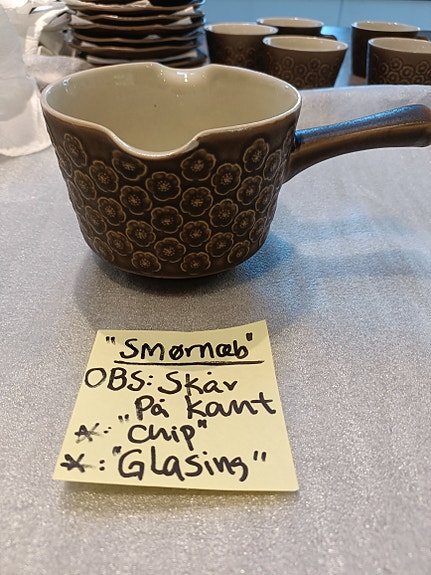 "Smørnæb"
OBS: Skår
På kant
*: "Chip"
*: "Glasing"